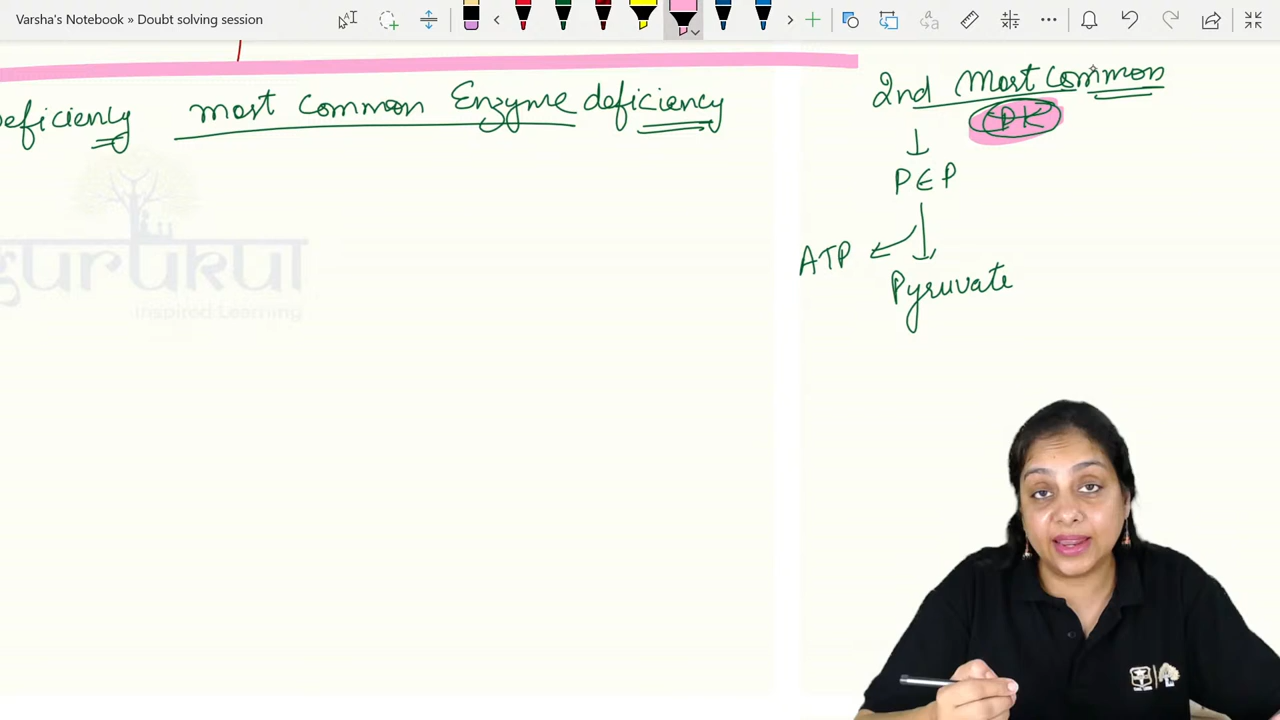 Varsha's Notebook » Doubt solving session
eficiency most common Enzyme deficiency
2nd Most Common
PK
PEP
ATP
Pyruvate
gurukul
Inspired Learning